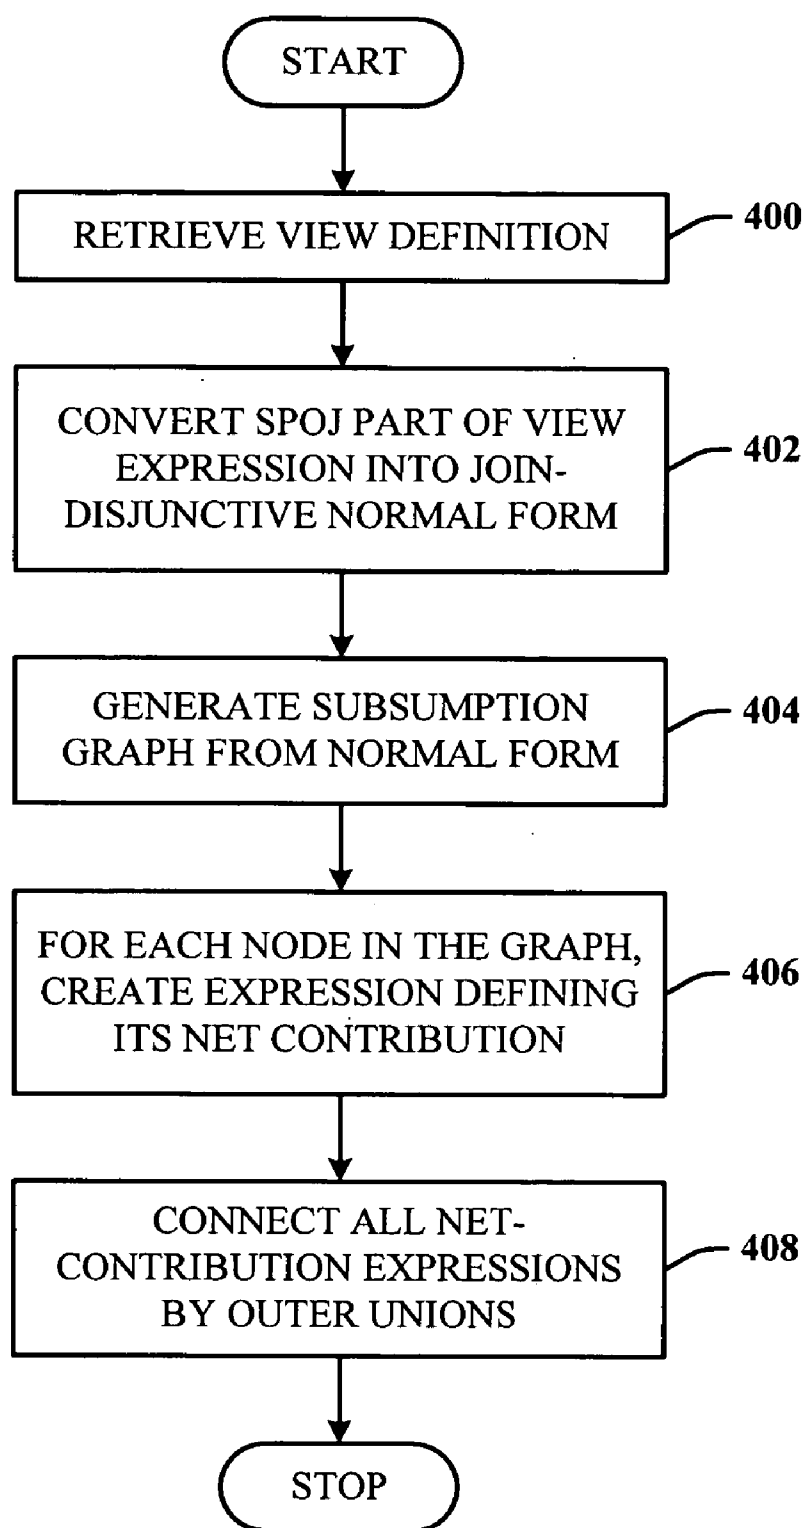 START
RETRIEVE VIEW DEFINITION
400
CONVERT SPOJ PART OF VIEW
EXPRESSION INTO JOIN-
DISJUNCTIVE NORMAL FORM
402
GENERATE SUBSUMPTION
GRAPH FROM NORMAL FORM
404
FOR EACH NODE IN THE GRAPH,
CREATE EXPRESSION DEFINING
ITS NET CONTRIBUTION
406
CONNECT ALL NET-
CONTRIBUTION EXPRESSIONS
BY OUTER UNIONS
408
STOP